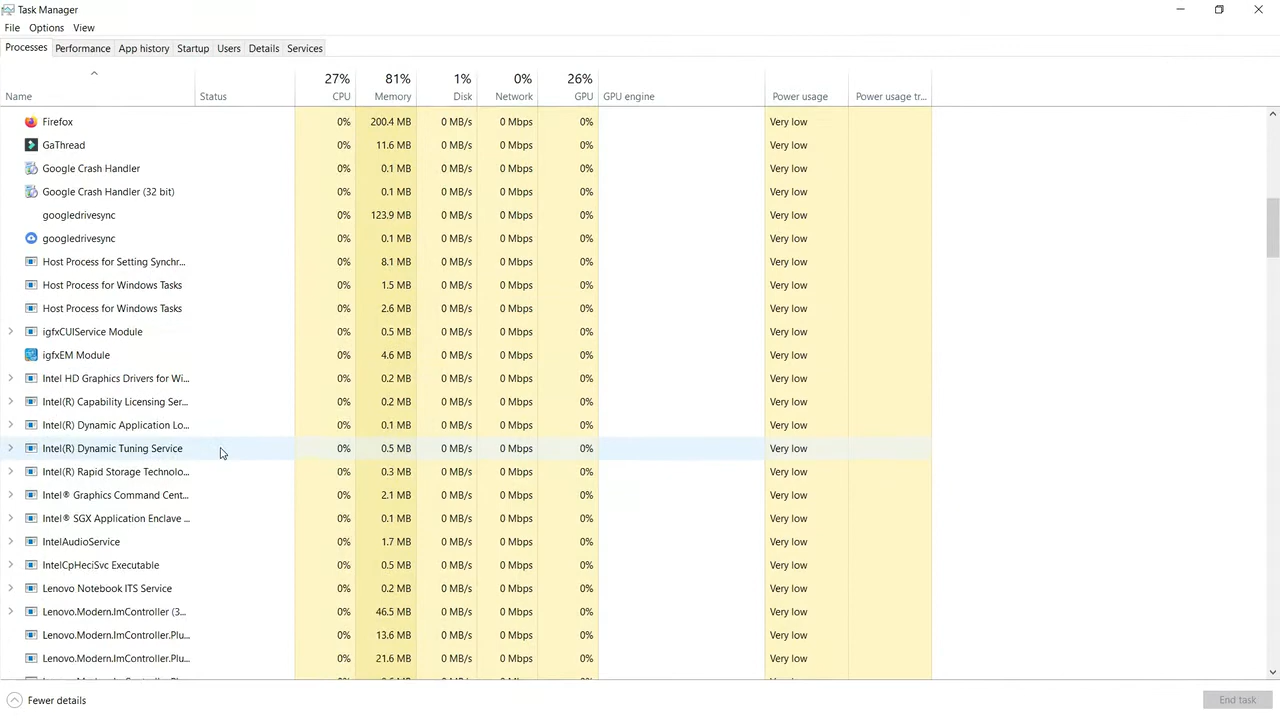 Task Manager
File Options View
Processes Performance App history Startup Users Details Services
27% 81% 1% 0% 26%
Name Status CPU Memory Disk Network GPU GPU engine Power usage Power usage tr...
Firefox 0% 200.4 MB 0 MB/s 0 Mbps 0% Very low
GaThread 0% 11.6 MB 0 MB/s 0 Mbps 0% Very low
Google Crash Handler 0% 0.1 MB 0 MB/s 0 Mbps 0% Very low
Google Crash Handler (32 bit) 0% 0.1 MB 0 MB/s 0 Mbps 0% Very low
googledrivesync 0% 123.9 MB 0 MB/s 0 Mbps 0% Very low
googledrivesync 0% 0.1 MB 0 MB/s 0 Mbps 0% Very low
Host Process for Setting Synchr... 0% 8.1 MB 0 MB/s 0 Mbps 0% Very low
Host Process for Windows Tasks 0% 1.5 MB 0 MB/s 0 Mbps 0% Very low
Host Process for Windows Tasks 0% 2.6 MB 0 MB/s 0 Mbps 0% Very low
igfxCUIService Module 0% 0.5 MB 0 MB/s 0 Mbps 0% Very low
igfxEM Module 0% 4.6 MB 0 MB/s 0 Mbps 0% Very low
Intel HD Graphics Drivers for Wi... 0% 0.2 MB 0 MB/s 0 Mbps 0% Very low
Intel(R) Capability Licensing Ser... 0% 0.2 MB 0 MB/s 0 Mbps 0% Very low
Intel(R) Dynamic Application Lo... 0% 0.1 MB 0 MB/s 0 Mbps 0% Very low
Intel(R) Dynamic Tuning Service 0% 0.5 MB 0 MB/s 0 Mbps 0% Very low
Intel(R) Rapid Storage Technolo... 0% 0.3 MB 0 MB/s 0 Mbps 0% Very low
Intel® Graphics Command Cent... 0% 2.1 MB 0 MB/s 0 Mbps 0% Very low
Intel® SGX Application Enclave ... 0% 0.1 MB 0 MB/s 0 Mbps 0% Very low
IntelAudioService 0% 1.7 MB 0 MB/s 0 Mbps 0% Very low
IntelCpHeciSvc Executable 0% 0.5 MB 0 MB/s 0 Mbps 0% Very low
Lenovo Notebook ITS Service 0% 0.2 MB 0 MB/s 0 Mbps 0% Very low
Lenovo.Modern.ImController (3... 0% 46.5 MB 0 MB/s 0 Mbps 0% Very low
Lenovo.Modern.ImController.Plu... 0% 13.6 MB 0 MB/s 0 Mbps 0% Very low
Lenovo.Modern.ImController.Plu... 0% 21.6 MB 0 MB/s 0 Mbps 0% Very low
Fewer details End task